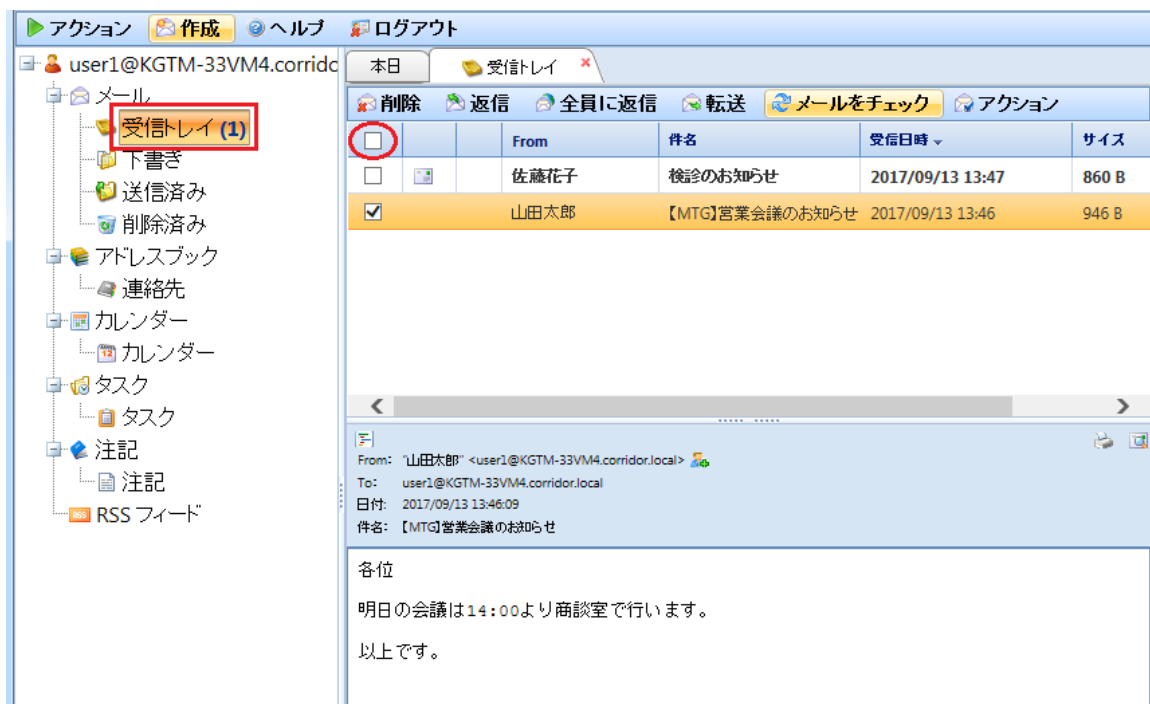 アクション 作成 ヘルプ ログアウト
user1@KGTM-33VM4.corridc
メール
受信トレイ (1)
下書き
送信済み
削除済み
アドレスブック
連絡先
カレンダー
カレンダー
タスク
タスク
注記
注記
RSS フィード
本日 受信トレイ
削除 返信 全員に返信 転送 メールをチェック アクション
From 件名 受信日時 サイズ
佐藤花子 検診のお知らせ 2017/09/13 13:47 860 B
山田太郎 【MTG】営業会議のお知らせ 2017/09/13 13:46 946 B
From: "山田太郎" <user1@KGTM-33VM4.corridor.local>
To: user1@KGTM-33VM4.corridor.local
日付: 2017/09/13 13:46:09
件名: 【MTG】営業会議のお知らせ
各位
明日の会議は14:00より商談室で行います。
以上です。